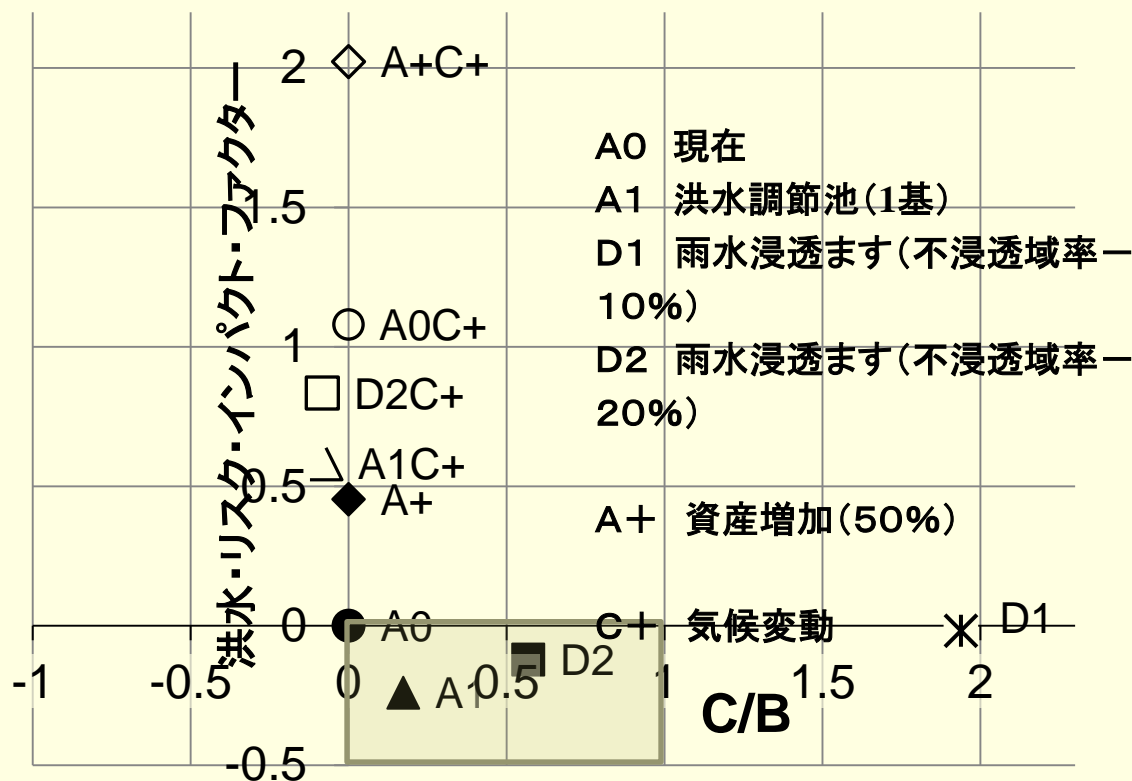 洪水・リスク・インパクト・ファクター
2
A+C+
A0 現在
A1 洪水調節池（1基）
1.5
D1 雨水浸透ます（不浸透域率－
10%）
A0C+
1
D2 雨水浸透ます（不浸透域率－
20%）
D2C+
A1C+
0.5
A+
A＋ 資産増加（50%）
0
A0
C＋ 気候変動
D1
D2
-1
-0.5
0
0.5
1
1.5
2
A1
C/B
-0.5